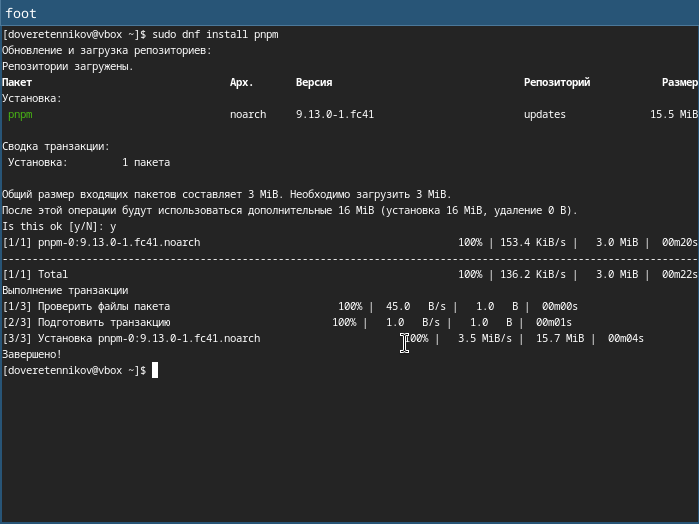 foot
[doveretennikov@vbox ~]$ sudo dnf install pnpm
Обновление и загрузка репозиториев:
Репозитории загружены.
Пакет Арх. Версия Репозиторий Размер
Установка:
pnpm noarch 9.13.0-1.fc41 updates 15.5 MiB
Сводка транзакции:
Установка: 1 пакета
Общий размер входящих пакетов составляет 3 MiB. Необходимо загрузить 3 MiB.
После этой операции будут использоваться дополнительные 16 MiB (установка 16 MiB, удаление 0 B).
Is this ok [y/N]: y
[1/1] pnpm-0:9.13.0-1.fc41.noarch 100% | 153.4 KiB/s | 3.0 MiB | 00m20s
--------------------------------------------------------------------------------------------------------------------
[1/1] Total 100% | 136.2 KiB/s | 3.0 MiB | 00m22s
Выполнение транзакции
[1/3] Проверить файлы пакета 100% | 45.0 B/s | 1.0 B | 00m00s
[2/3] Подготовить транзакцию 100% | 1.0 B/s | 1.0 B | 00m01s
[3/3] Установка pnpm-0:9.13.0-1.fc41.noarch 100% | 3.5 MiB/s | 15.7 MiB | 00m04s
Завершено!
[doveretennikov@vbox ~]$